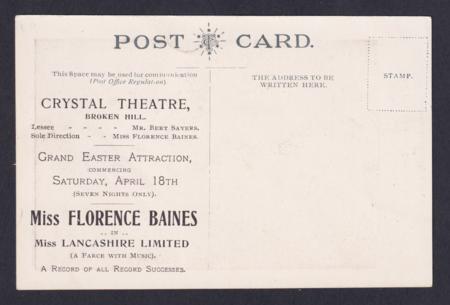 POST CARD.
This Space may be used for communication
(Post Office Regulation)
THE ADDRESS TO BE
WRITTEN HERE.
STAMP.
CRYSTAL THEATRE,
BROKEN HILL.
Lessee - - - - MR. BERT SAYERS.
Sole Direction - - MISS FLORENCE BAINES.
GRAND EASTER ATTRACTION,
COMMENCING
SATURDAY, APRIL 18TH
(SEVEN NIGHTS ONLY).
Miss FLORENCE BAINES
.. IN ..
Miss LANCASHIRE LIMITED
(A FARCE WITH MUSIC).
A RECORD OF ALL RECORD SUCCESSES.